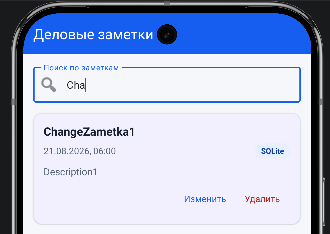 Деловые заметки
Поиск по заметкам
Cha
ChangeZametka1
21.08.2026, 06:00
SQLite
Description1
Изменить
Удалить